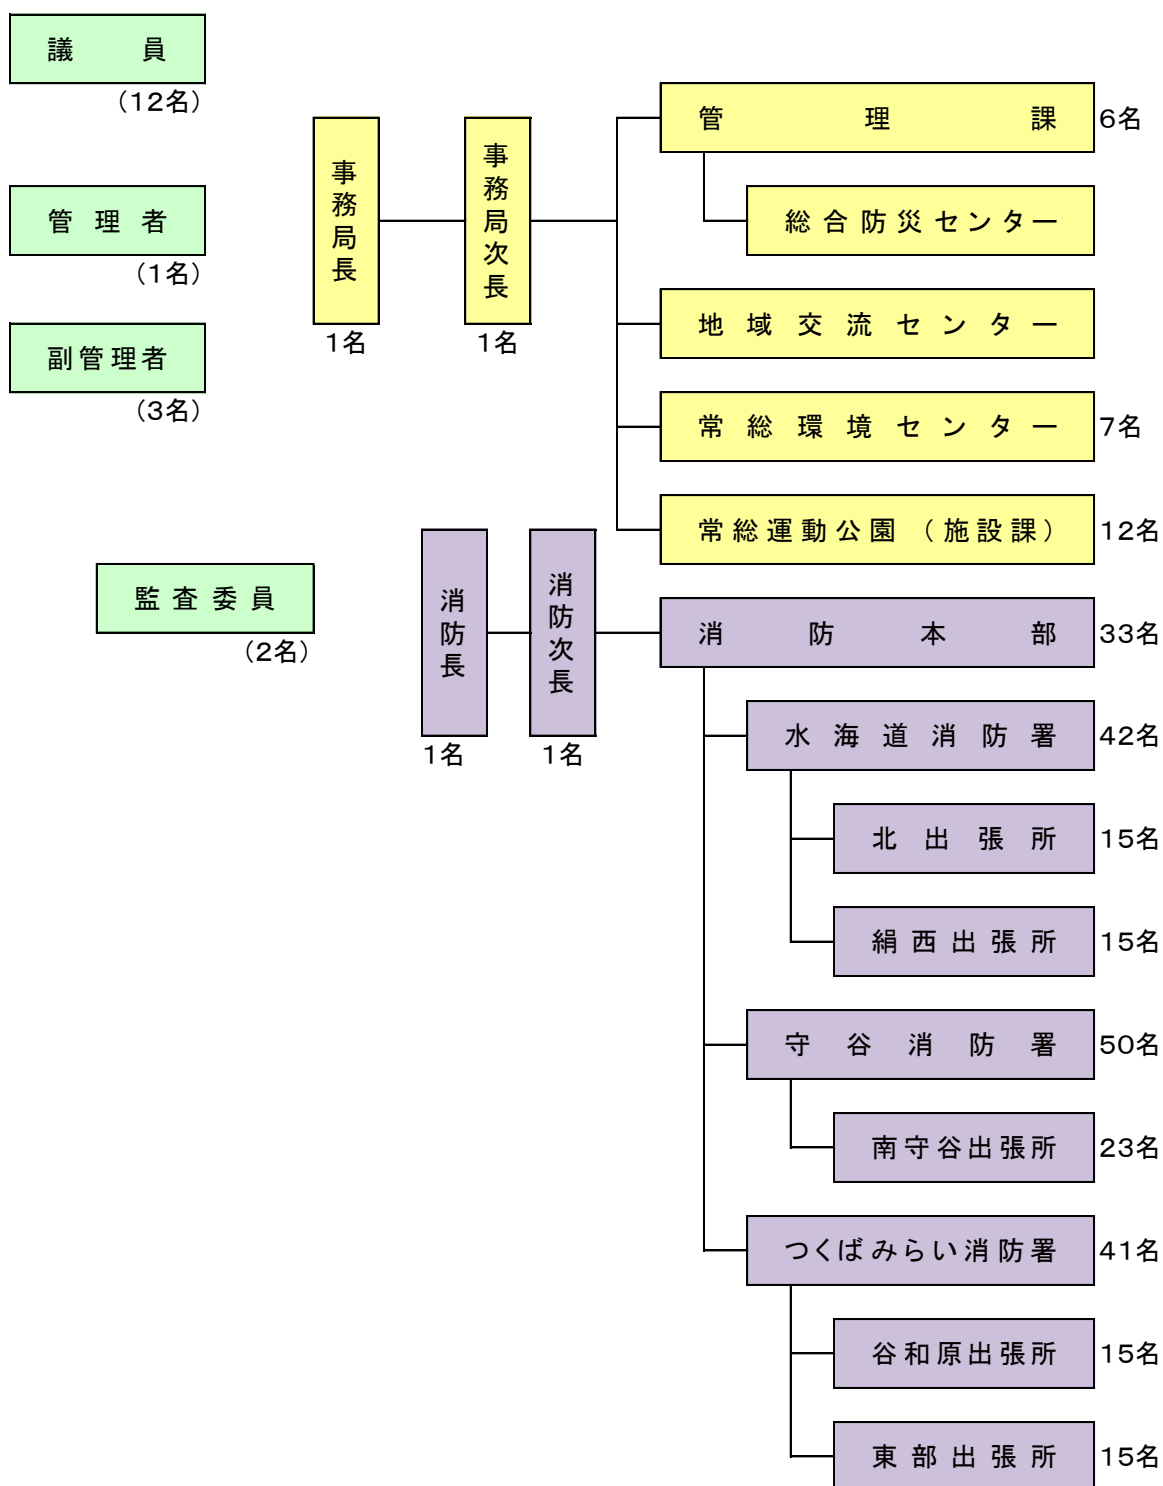 議員
（12名）
管理者
（1名）
副管理者
（3名）
監査委員
（2名）
事務局長
1名
事務局次長
1名
管理課
6名
総合防災センター
地域交流センター
常総環境センター
7名
常総運動公園（施設課）
12名
消防長
1名
消防次長
1名
消防本部
33名
水海道消防署
42名
北出張所
15名
絹西出張所
15名
守谷消防署
50名
南守谷出張所
23名
つくばみらい消防署
41名
谷和原出張所
15名
東部出張所
15名